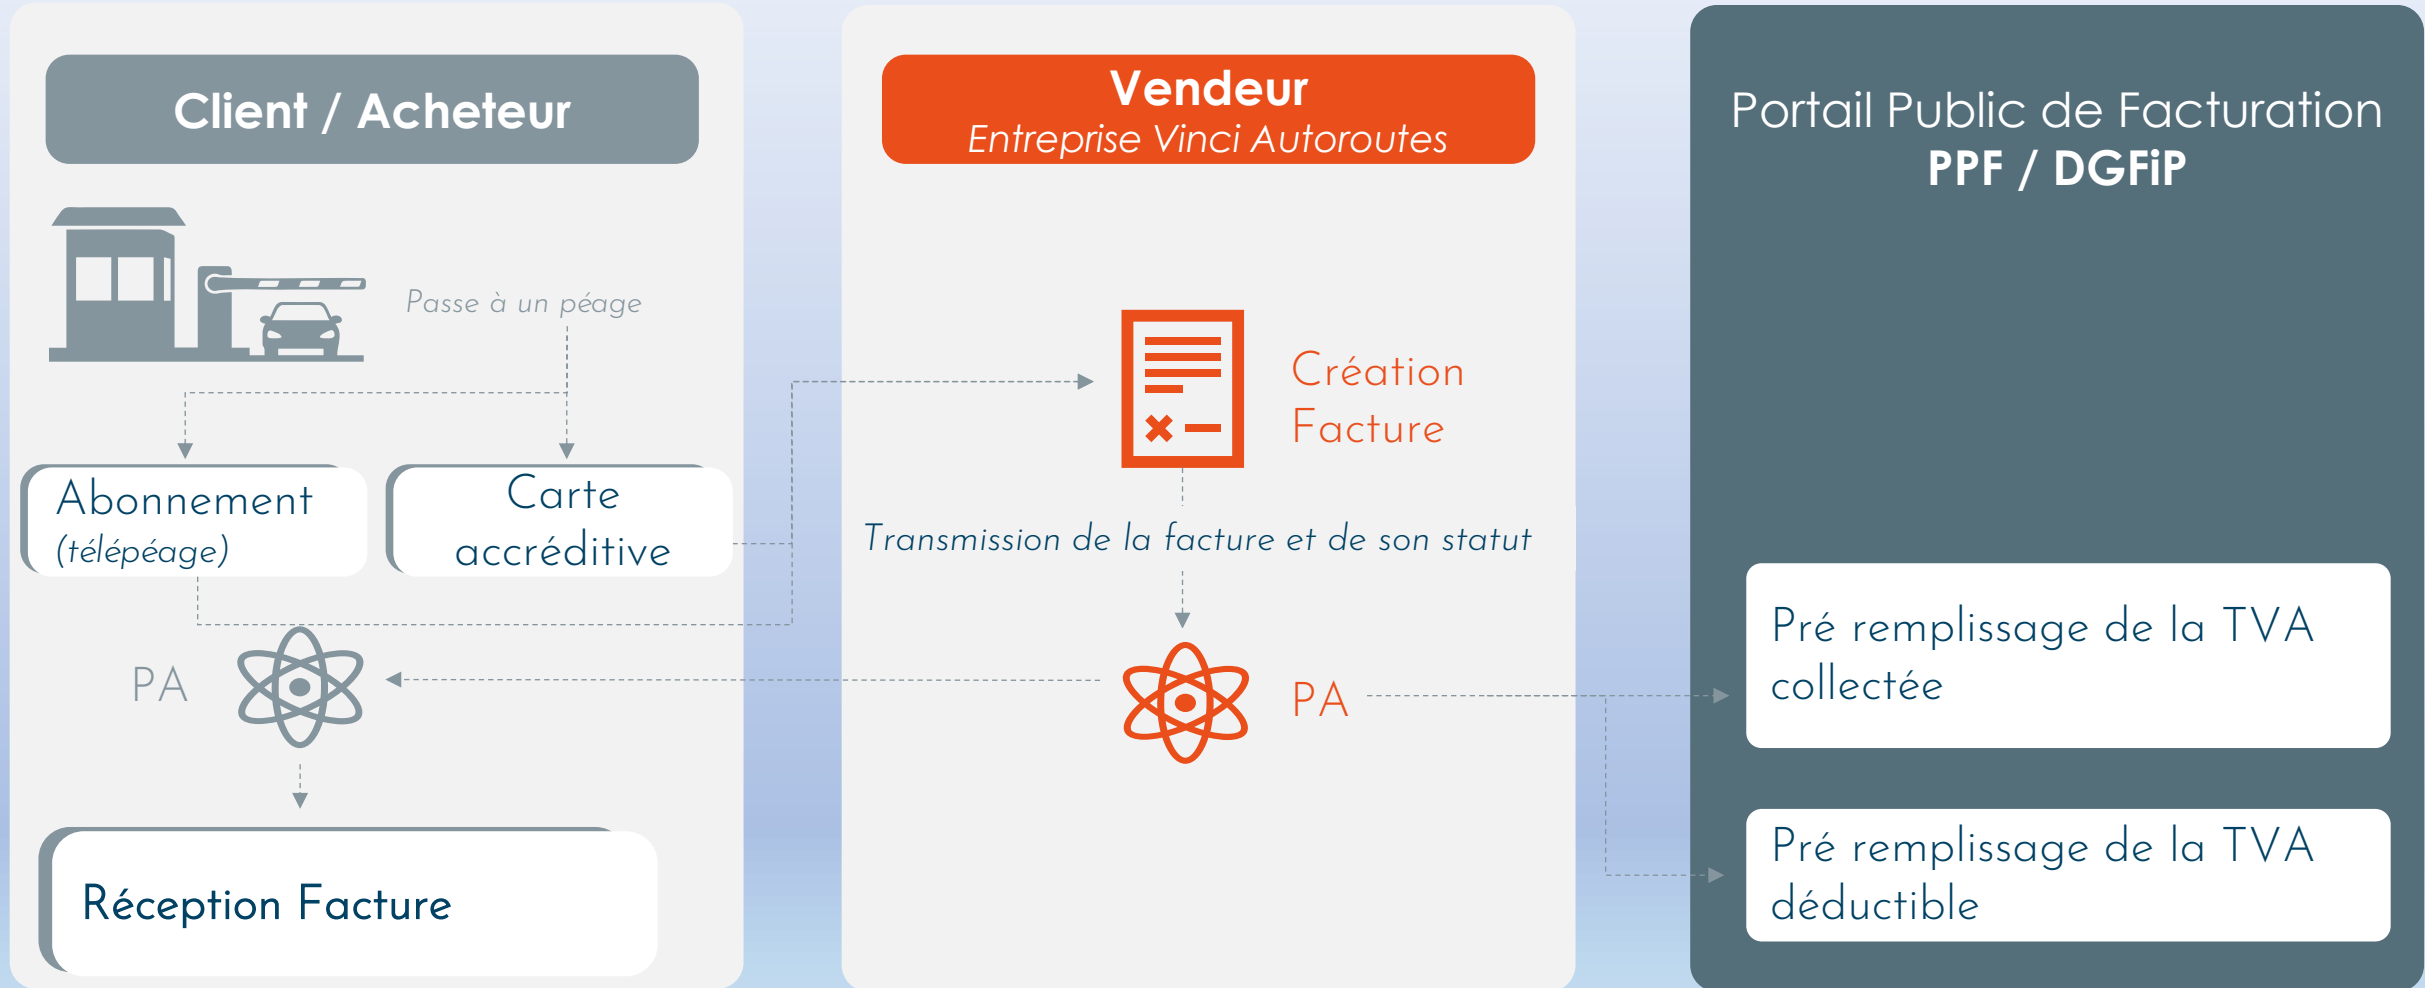 Client / Acheteur
Passe à un péage
Abonnement
(télépéage)
Carte
accréditive
PA
Réception Facture
Vendeur
Entreprise Vinci Autoroutes
Création
Facture
Transmission de la facture et de son statut
PA
Portail Public de Facturation
PPF / DGFiP
Pré remplissage de la TVA
collectée
Pré remplissage de la TVA
déductible